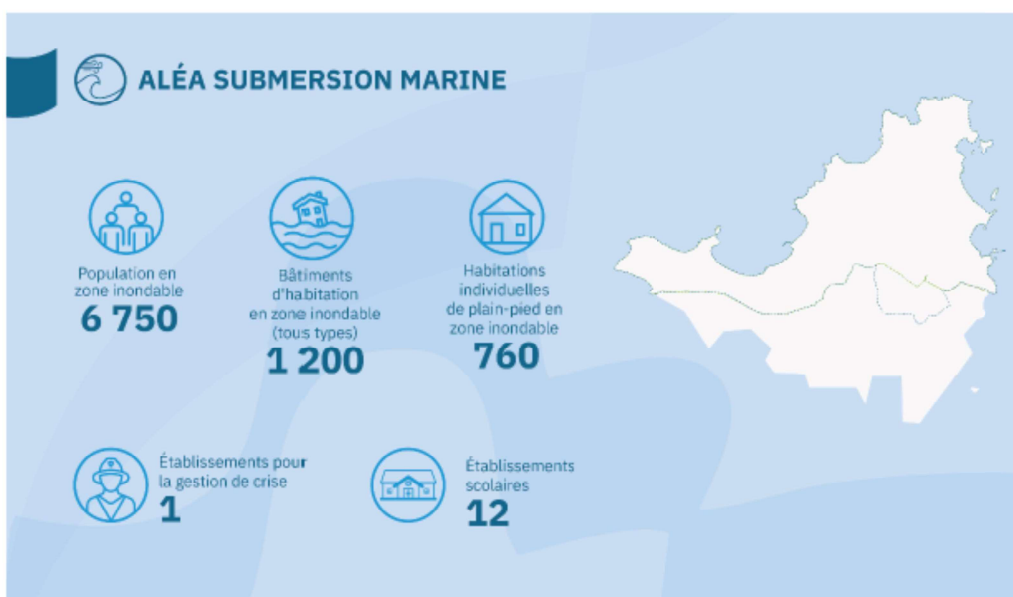 ALÉA SUBMERSION MARINE
Population en
zone inondable
6 750
Bâtiments
d'habitation
en zone inondable
(tous types)
1 200
Habitations
individuelles
de plain-pied en
zone inondable
760
Établissements pour
la gestion de crise
1
Établissements
scolaires
12